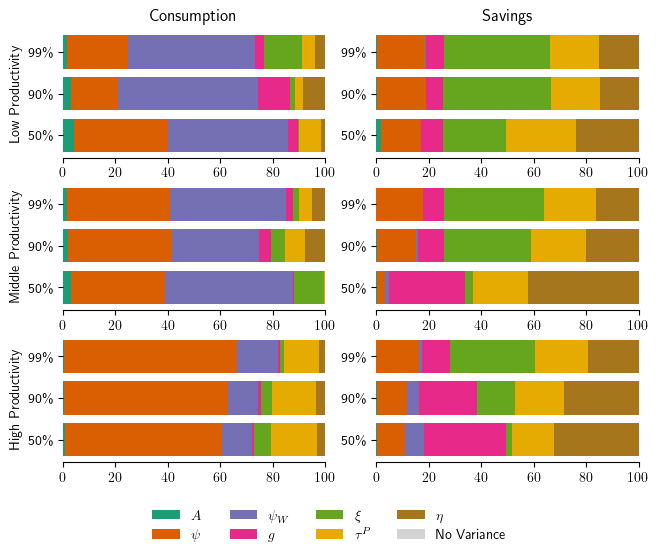 Consumption Savings
Low Productivity
99% 99%
90% 90%
50% 50%
0 20 40 60 80 100 0 20 40 60 80 100
Middle Productivity
99% 99%
90% 90%
50% 50%
0 20 40 60 80 100 0 20 40 60 80 100
High Productivity
99% 99%
90% 90%
50% 50%
0 20 40 60 80 100 0 20 40 60 80 100
A ψ_W ξ η
ψ g τ^P No Variance